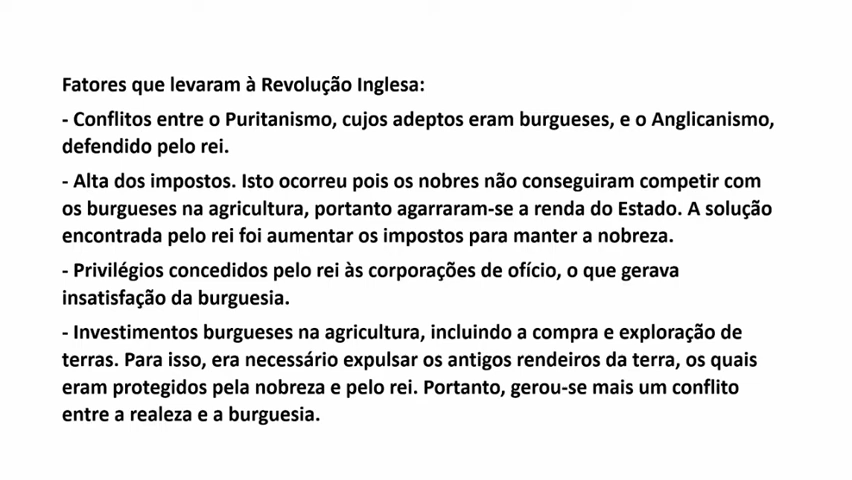 Fatores que levaram à Revolução Inglesa:
- Conflitos entre o Puritanismo, cujos adeptos eram burgueses, e o Anglicanismo,
defendido pelo rei.
- Alta dos impostos. Isto ocorreu pois os nobres não conseguiram competir com
os burgueses na agricultura, portanto agarraram-se a renda do Estado. A solução
encontrada pelo rei foi aumentar os impostos para manter a nobreza.
- Privilégios concedidos pelo rei às corporações de ofício, o que gerava
insatisfação da burguesia.
- Investimentos burgueses na agricultura, incluindo a compra e exploração de
terras. Para isso, era necessário expulsar os antigos rendeiros da terra, os quais
eram protegidos pela nobreza e pelo rei. Portanto, gerou-se mais um conflito
entre a realeza e a burguesia.